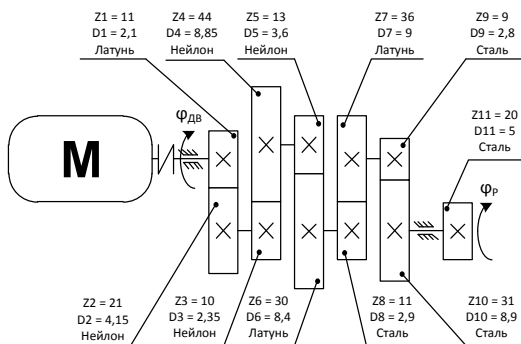 Z1 = 11
D1 = 2,1
Латунь
Z4 = 44
D4 = 8,85
Нейлон
Z5 = 13
D5 = 3,6
Нейлон
Z7 = 36
D7 = 9
Латунь
Z9 = 9
D9 = 2,8
Сталь
Z11 = 20
D11 = 5
Сталь
φДВ
М
φР
Z2 = 21
D2 = 4,15
Нейлон
Z3 = 10
D3 = 2,35
Нейлон
Z6 = 30
D6 = 8,4
Латунь
Z8 = 11
D8 = 2,9
Сталь
Z10 = 31
D10 = 8,9
Сталь